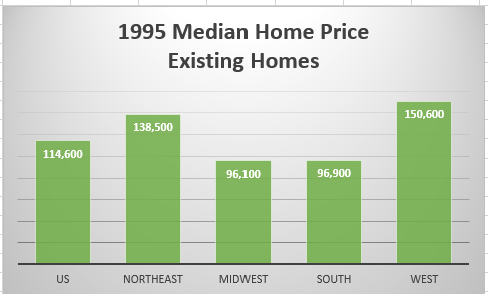 1995 Median Home Price
Existing Homes
114,600
138,500
96,100
96,900
150,600
US
NORTHEAST
MIDWEST
SOUTH
WEST